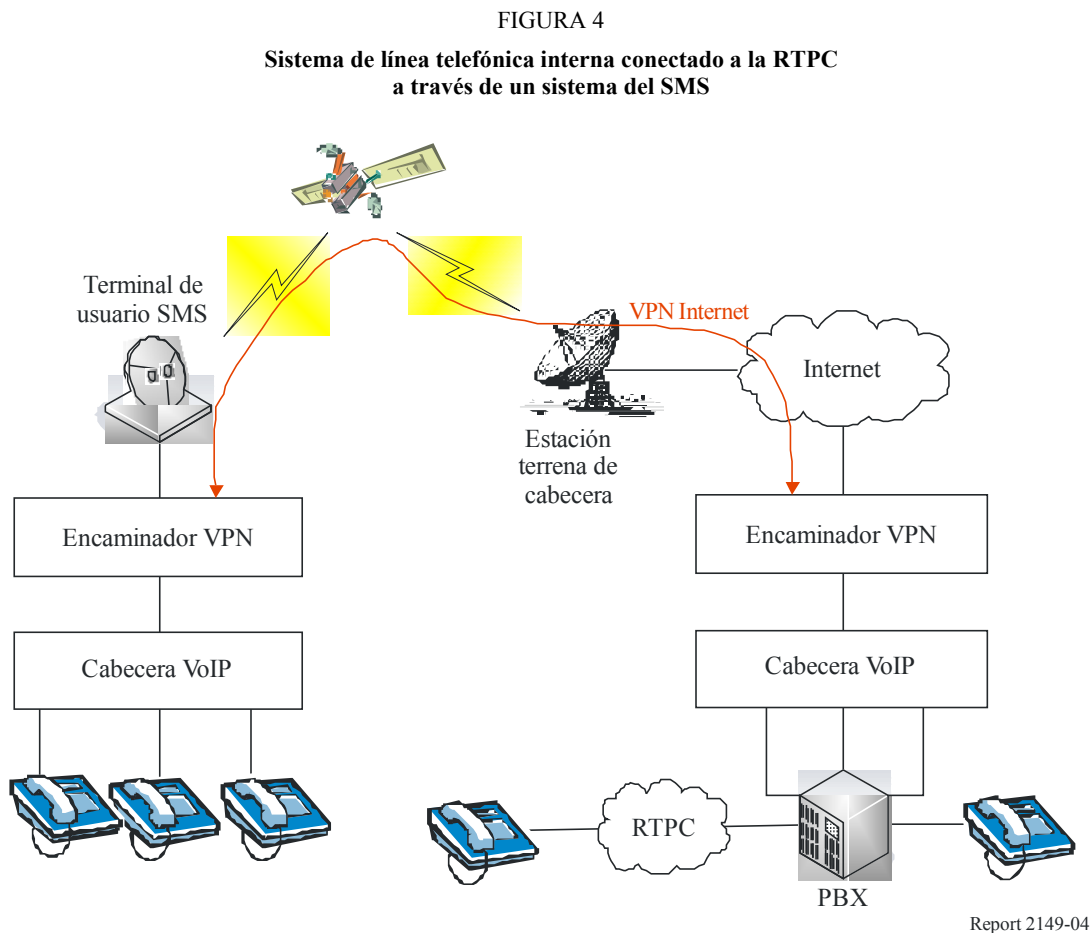 FIGURA 4
Sistema de línea telefónica interna conectado a la RTPC
a través de un sistema del SMS
Terminal de
usuario SMS
VPN Internet
Internet
Estación
terrena de
cabecera
Encaminador VPN
Encaminador VPN
Cabecera VoIP
Cabecera VoIP
RTPC
PBX
Report 2149-04